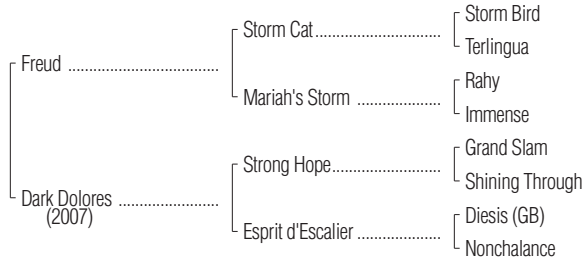 Storm Bird
Storm Cat
Terlingua
Freud
Rahy
Mariah's Storm
Immense
Grand Slam
Strong Hope
Shining Through
Dark Dolores
(2007)
Diesis (GB)
Esprit d'Escalier
Nonchalance